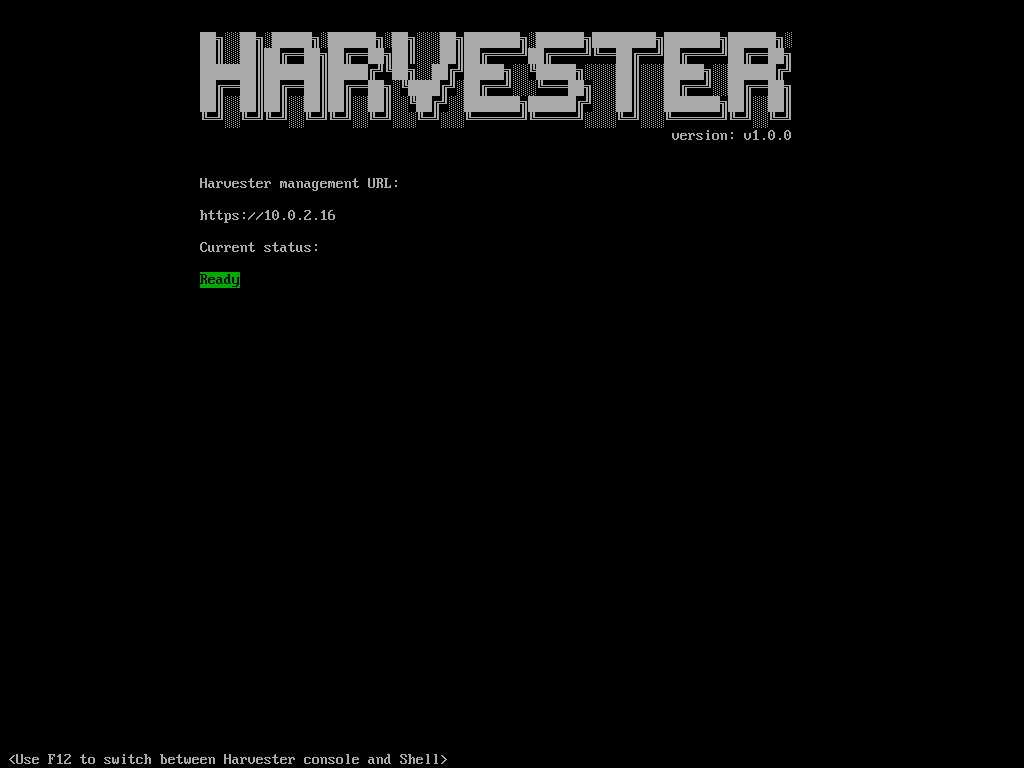 HARVESTER
version: v1.0.0
Harvester management URL:
https://10.0.2.16
Current status:
Ready
<Use F12 to switch between Harvester console and Shell>